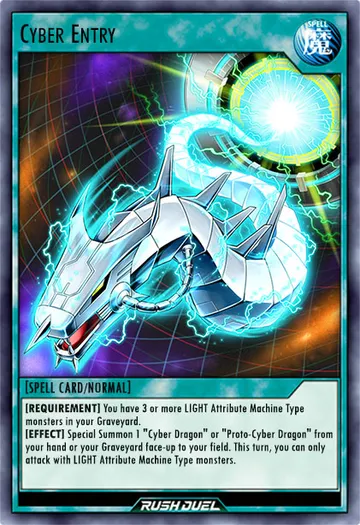 Cyber Entry
SPELL
魔
[SPELL CARD/NORMAL]
[REQUIREMENT] You have 3 or more LIGHT Attribute Machine Type
monsters in your Graveyard.
[EFFECT] Special Summon 1 "Cyber Dragon" or "Proto-Cyber Dragon" from
your hand or your Graveyard face-up to your field. This turn, you can only
attack with LIGHT Attribute Machine Type monsters.
RUSH DUEL